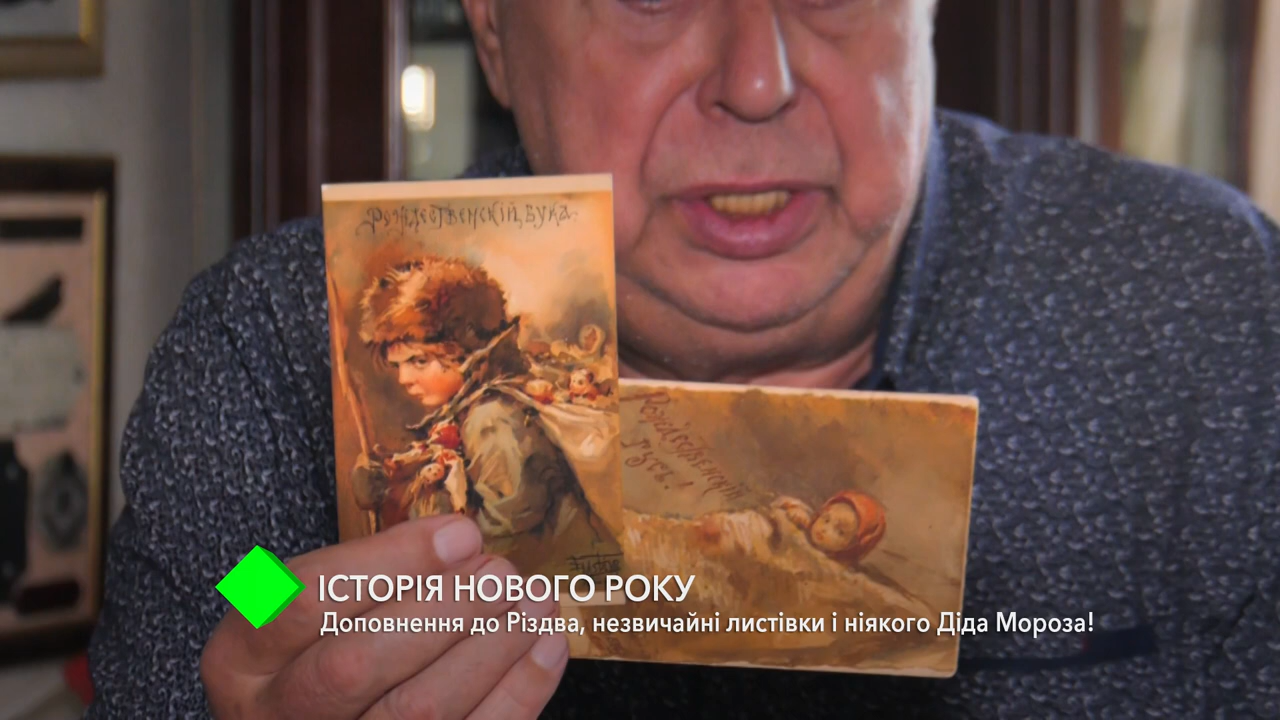 РОЖДЕСТВЕНСКІЙ БУКА.
РОЖДЕСТВЕНСКІЙ
ГУСЬ!
ІСТОРІЯ НОВОГО РОКУ
Доповнення до Різдва, незвичайні листівки і ніякого Діда Мороза!